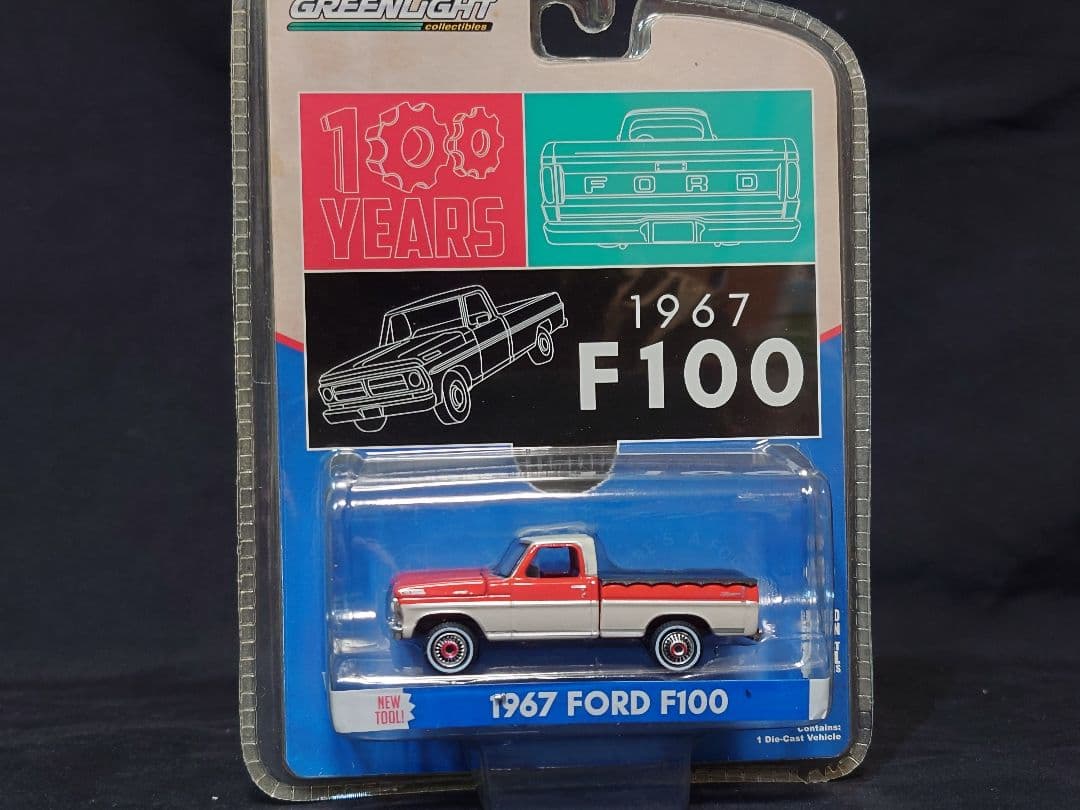 GREENLIGHT
collectibles
100
YEARS
FORD
1967
F100
NEW
TOOL!
1967 FORD F100
Contains:
1 Die-Cast Vehicle